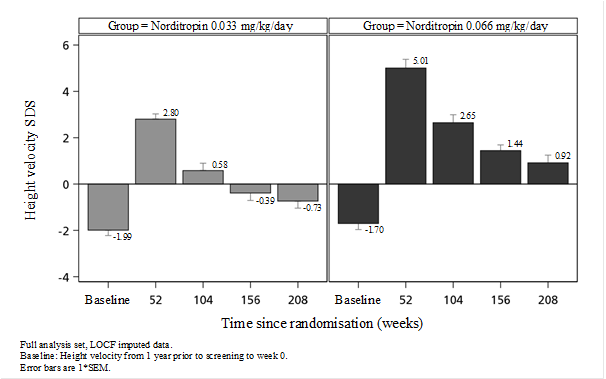 Group = Norditropin 0.033 mg/kg/day
Group = Norditropin 0.066 mg/kg/day
Height velocity SDS
6
4
2
0
-2
-4
-1.99
2.80
0.58
-0.39
-0.73
-1.70
5.01
2.65
1.44
0.92
Baseline 52 104 156 208
Baseline 52 104 156 208
Time since randomisation (weeks)
Full analysis set, LOCF imputed data.
Baseline: Height velocity from 1 year prior to screening to week 0.
Error bars are 1*SEM.